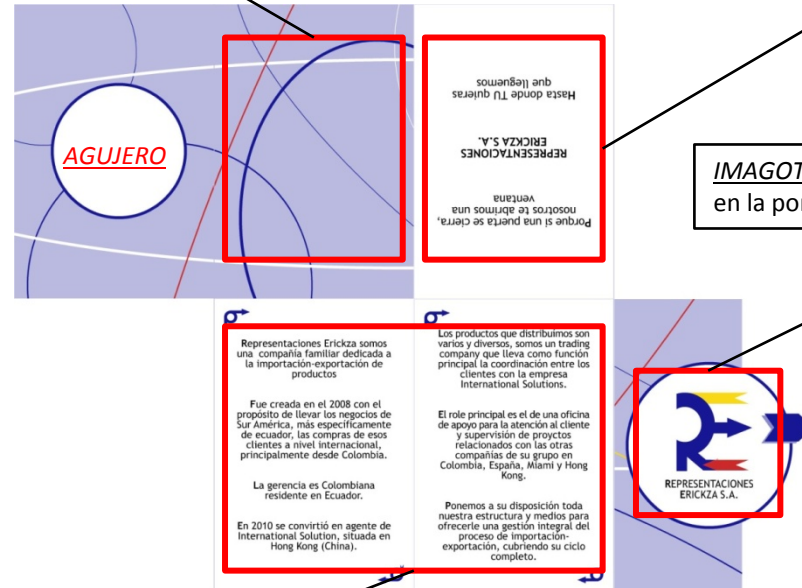 AGUJERO
Porque si una puerta se cierra,
nosotros te abrimos una
ventana
REPRESENTACIONES
ERICKZA S.A.
Hasta donde TU quieras
que lleguemos
IMAGOT
en la por
Representaciones Erickza somos
una compañía familiar dedicada a
la importación-exportación de
productos
Fue creada en el 2008 con el
propósito de llevar los negocios de
Sur América, más específicamente
de ecuador, las compras de esos
clientes a nivel internacional,
principalmente desde Colombia.
La gerencia es Colombiana
residente en Ecuador.
En 2010 se convirtió en agente de
International Solution, situada en
Hong Kong (China).
Los productos que distribuimos son
varios y diversos, somos un trading
company que lleva como función
principal la coordinación entre los
clientes con la empresa
International Solutions.
El role principal es el de una oficina
de apoyo para la atención al cliente
y supervisión de proyctos
relacionados con las otras
compañías de su grupo en
Colombia, España, Miami y Hong
Kong.
Ponemos a su disposición toda
nuestra estructura y medios para
ofrecerle una gestión integral del
proceso de importación-
exportación, cubriendo su ciclo
completo.
REPRESENTACIONES
ERICKZA S.A.